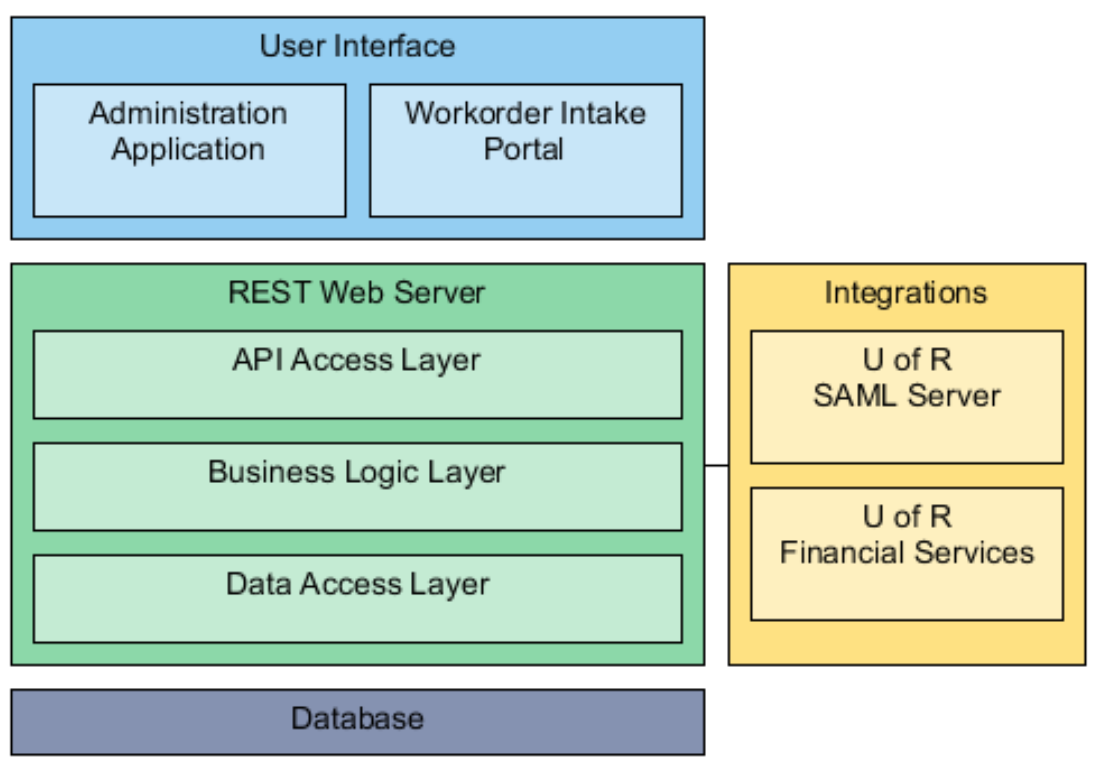 User Interface
Administration
Application
Workorder Intake
Portal
REST Web Server
API Access Layer
Business Logic Layer
Data Access Layer
Integrations
U of R
SAML Server
U of R
Financial Services
Database